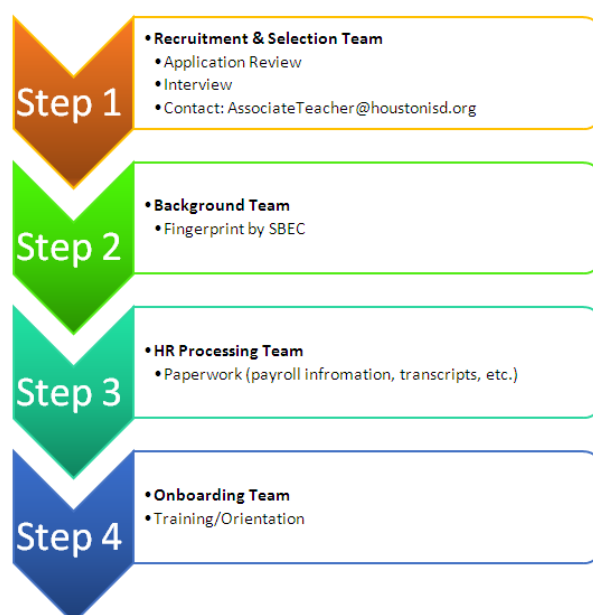 Step 1
•Recruitment & Selection Team
•Application Review
•Interview
•Contact: AssociateTeacher@houstonisd.org
Step 2
•Background Team
•Fingerprint by SBEC
Step 3
•HR Processing Team
•Paperwork (payroll infromation, transcripts, etc.)
Step 4
•Onboarding Team
•Training/Orientation